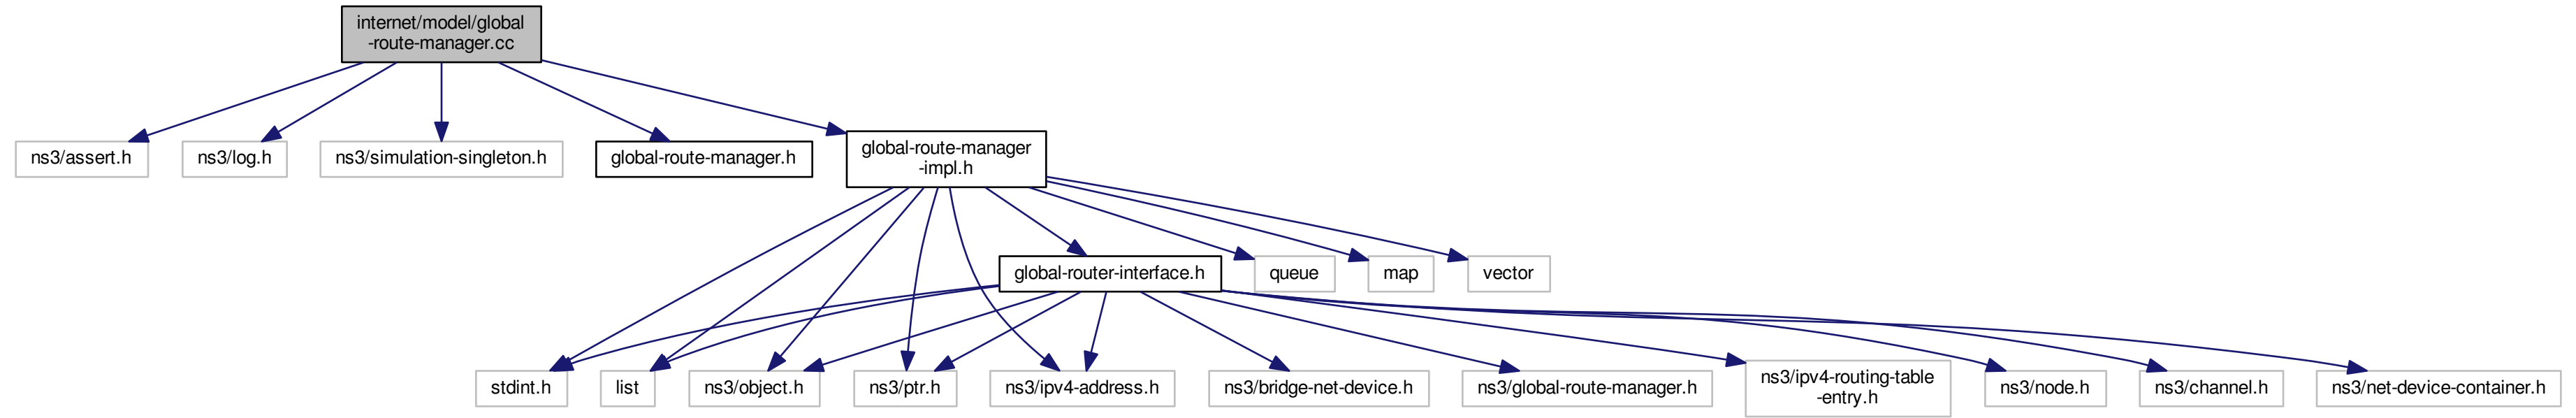 internet/model/global
-route-manager.cc
ns3/assert.h
ns3/log.h
ns3/simulation-singleton.h
global-route-manager.h
global-route-manager
-impl.h
global-router-interface.h
queue
map
vector
stdint.h
list
ns3/object.h
ns3/ptr.h
ns3/ipv4-address.h
ns3/bridge-net-device.h
ns3/global-route-manager.h
ns3/ipv4-routing-table
-entry.h
ns3/node.h
ns3/channel.h
ns3/net-device-container.h